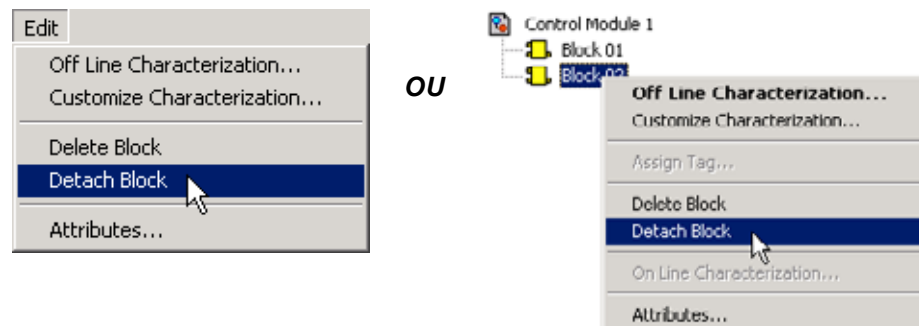 Edit
Off Line Characterization...
Customize Characterization...
Delete Block
Detach Block
Attributes...
OU
Control Module 1
Block 01
Block 02
Off Line Characterization...
Customize Characterization...
Assign Tag...
Delete Block
Detach Block
On Line Characterization...
Attributes...